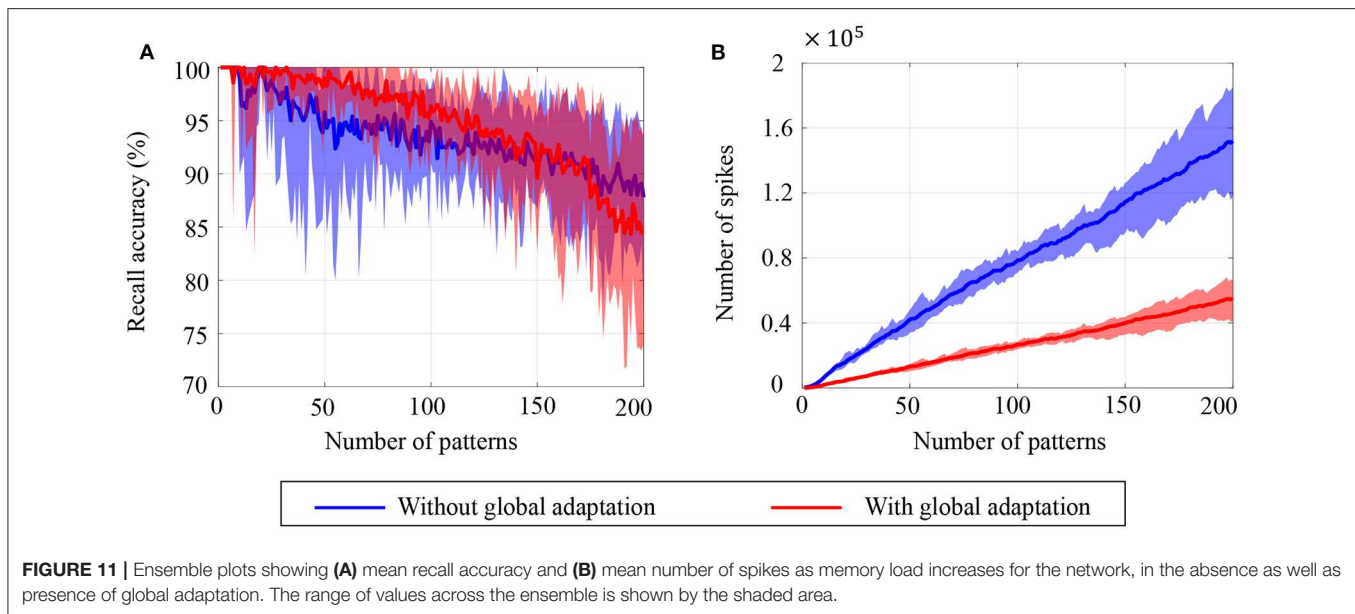 A
100
95
90
85
80
75
70
Recall accuracy (%)
0 50 100 150 200
Number of patterns
B
× 10⁵
2
1.6
1.2
0.8
0.4
0
Number of spikes
0 50 100 150 200
Number of patterns
Without global adaptation
With global adaptation
FIGURE 11 | Ensemble plots showing (A) mean recall accuracy and (B) mean number of spikes as memory load increases for the network, in the absence as well as
presence of global adaptation. The range of values across the ensemble is shown by the shaded area.